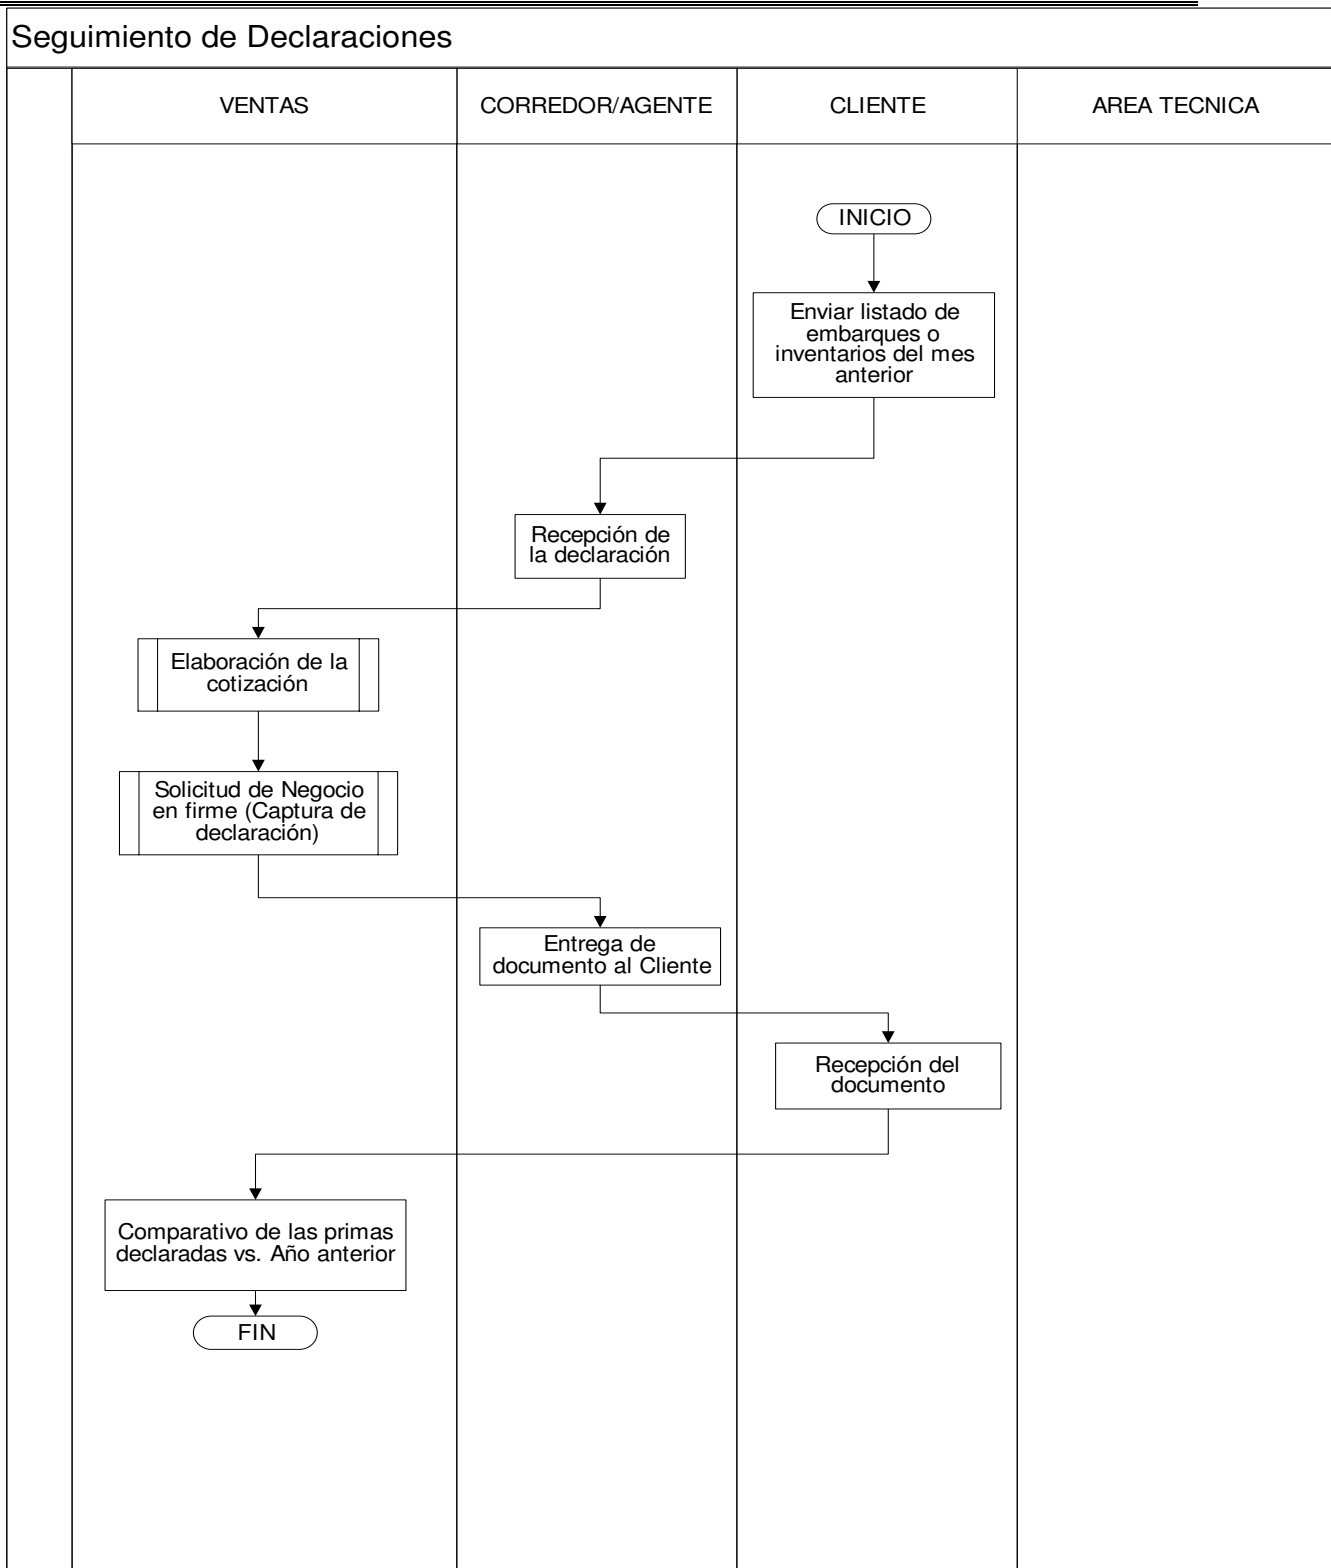 Seguimiento de Declaraciones
VENTAS
CORREDOR/AGENTE
CLIENTE
AREA TECNICA
INICIO
Enviar listado de
embarques o
inventarios del mes
anterior
Recepción de
la declaración
Elaboración de la
cotización
Solicitud de Negocio
en firme (Captura de
declaración)
Entrega de
documento al Cliente
Recepción del
documento
Comparativo de las primas
declaradas vs. Año anterior
FIN